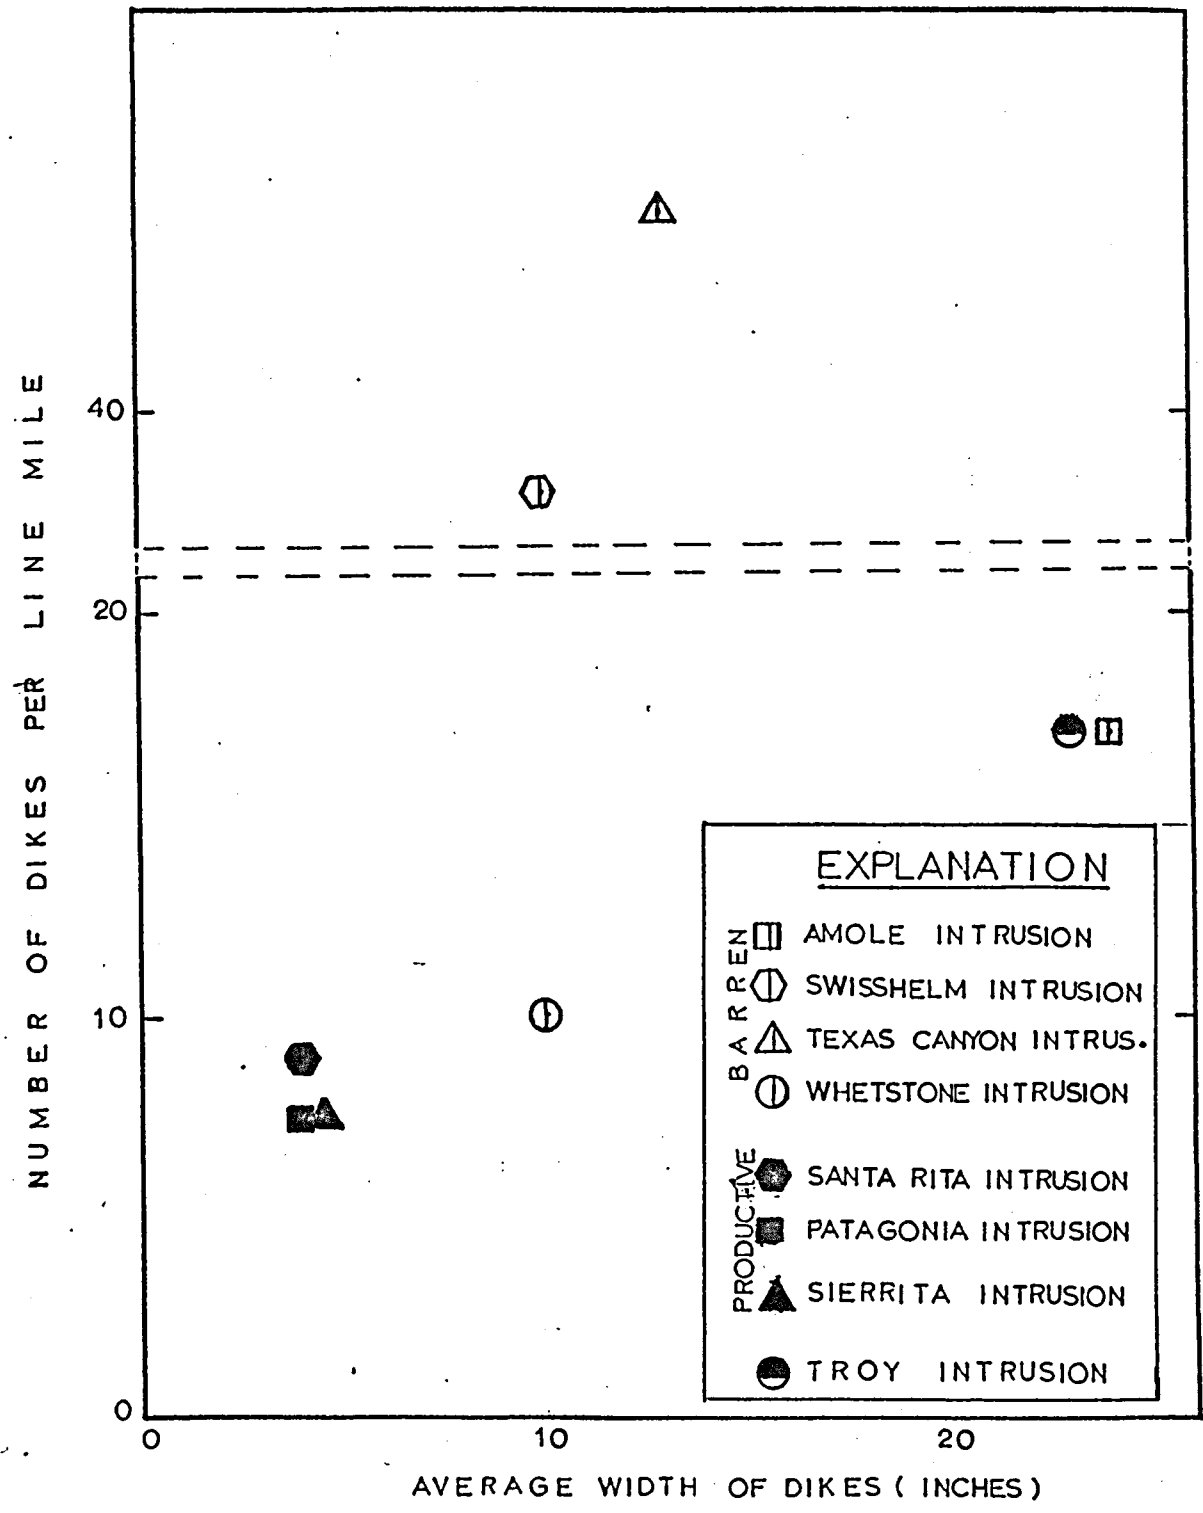 NUMBER OF DIKES PER LINE MILE
40
20
10
0
0 10 20
AVERAGE WIDTH OF DIKES (INCHES)
EXPLANATION
BARREN
AMOLE INTRUSION
SWISSHELM INTRUSION
TEXAS CANYON INTRUS.
WHETSTONE INTRUSION
PRODUCTIVE
SANTA RITA INTRUSION
PATAGONIA INTRUSION
SIERRITA INTRUSION
TROY INTRUSION